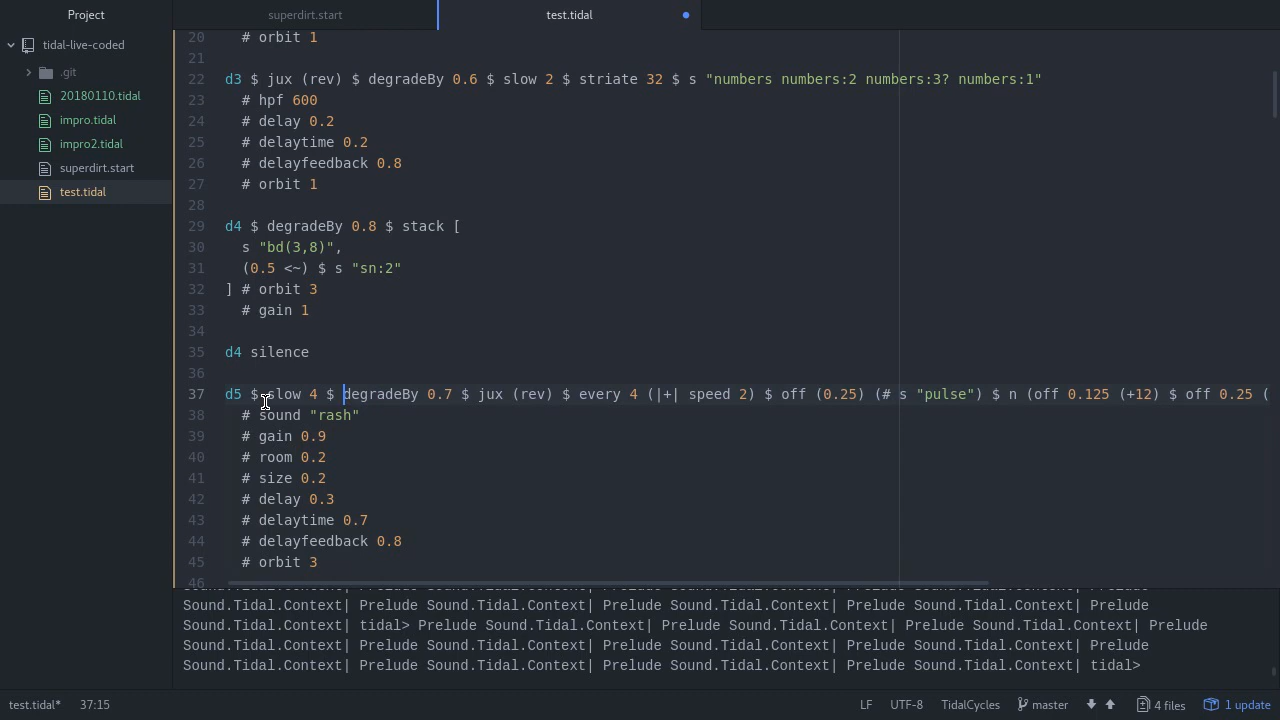 Project
superdirt.start
test.tidal
tidal-live-coded
.git
20180110.tidal
impro.tidal
impro2.tidal
superdirt.start
test.tidal
20 # orbit 1
21
22 d3 $ jux (rev) $ degradeBy 0.6 $ slow 2 $ striate 32 $ s "numbers numbers:2 numbers:3? numbers:1"
23 # hpf 600
24 # delay 0.2
25 # delaytime 0.2
26 # delayfeedback 0.8
27 # orbit 1
28
29 d4 $ degradeBy 0.8 $ stack [
30 s "bd(3,8)",
31 (0.5 <~) $ s "sn:2"
32 ] # orbit 3
33 # gain 1
34
35 d4 silence
36
37 d5 $ slow 4 $ degradeBy 0.7 $ jux (rev) $ every 4 (|+| speed 2) $ off (0.25) (# s "pulse") $ n (off 0.125 (+12) $ off 0.25 (
38 # sound "rash"
39 # gain 0.9
40 # room 0.2
41 # size 0.2
42 # delay 0.3
43 # delaytime 0.7
44 # delayfeedback 0.8
45 # orbit 3
46
Sound.Tidal.Context| Prelude Sound.Tidal.Context| Prelude Sound.Tidal.Context| Prelude Sound.Tidal.Context| Prelude
Sound.Tidal.Context| tidal> Prelude Sound.Tidal.Context| Prelude Sound.Tidal.Context| Prelude Sound.Tidal.Context| Prelude
Sound.Tidal.Context| Prelude Sound.Tidal.Context| Prelude Sound.Tidal.Context| Prelude Sound.Tidal.Context| Prelude
Sound.Tidal.Context| Prelude Sound.Tidal.Context| Prelude Sound.Tidal.Context| Prelude Sound.Tidal.Context| tidal>
test.tidal* 37:15 LF UTF-8 TidalCycles master 4 files 1 update